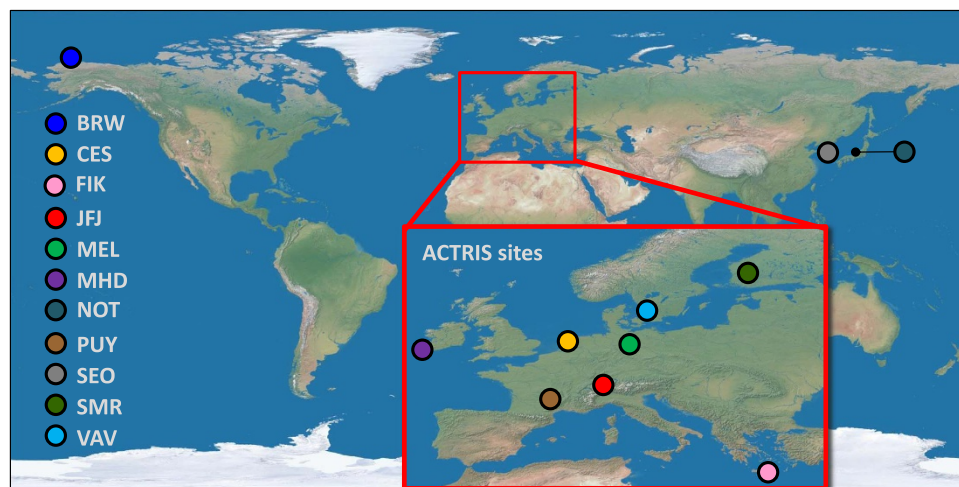 BRW
CES
FIK
JFJ
MEL
MHD
NOT
PUY
SEO
SMR
VAV
ACTRIS sites